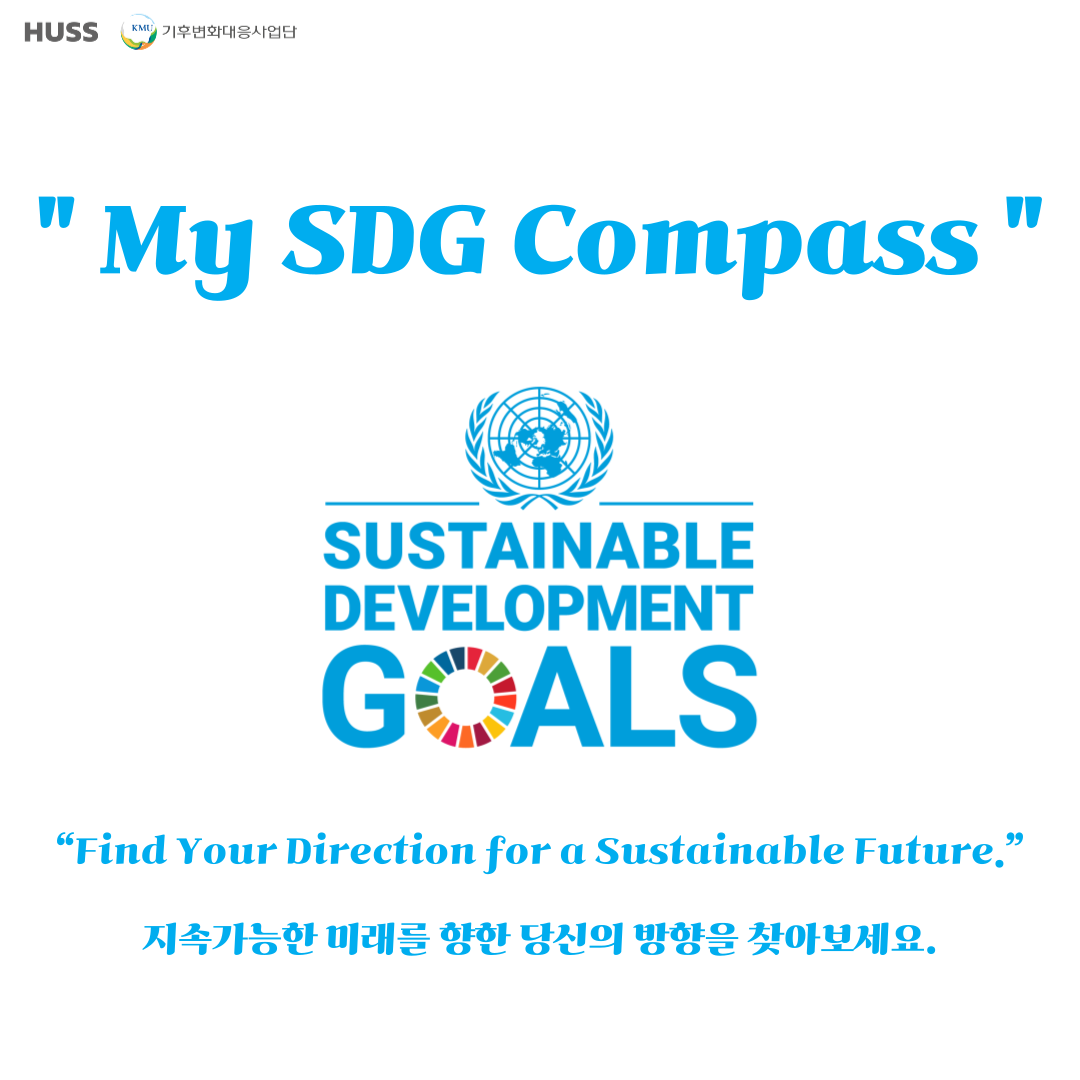 HUSS KMU 기후변화대응사업단
" My SDG Compass "
SUSTAINABLE
DEVELOPMENT
GOALS
“Find Your Direction for a Sustainable Future.”
지속가능한 미래를 향한 당신의 방향을 찾아보세요.